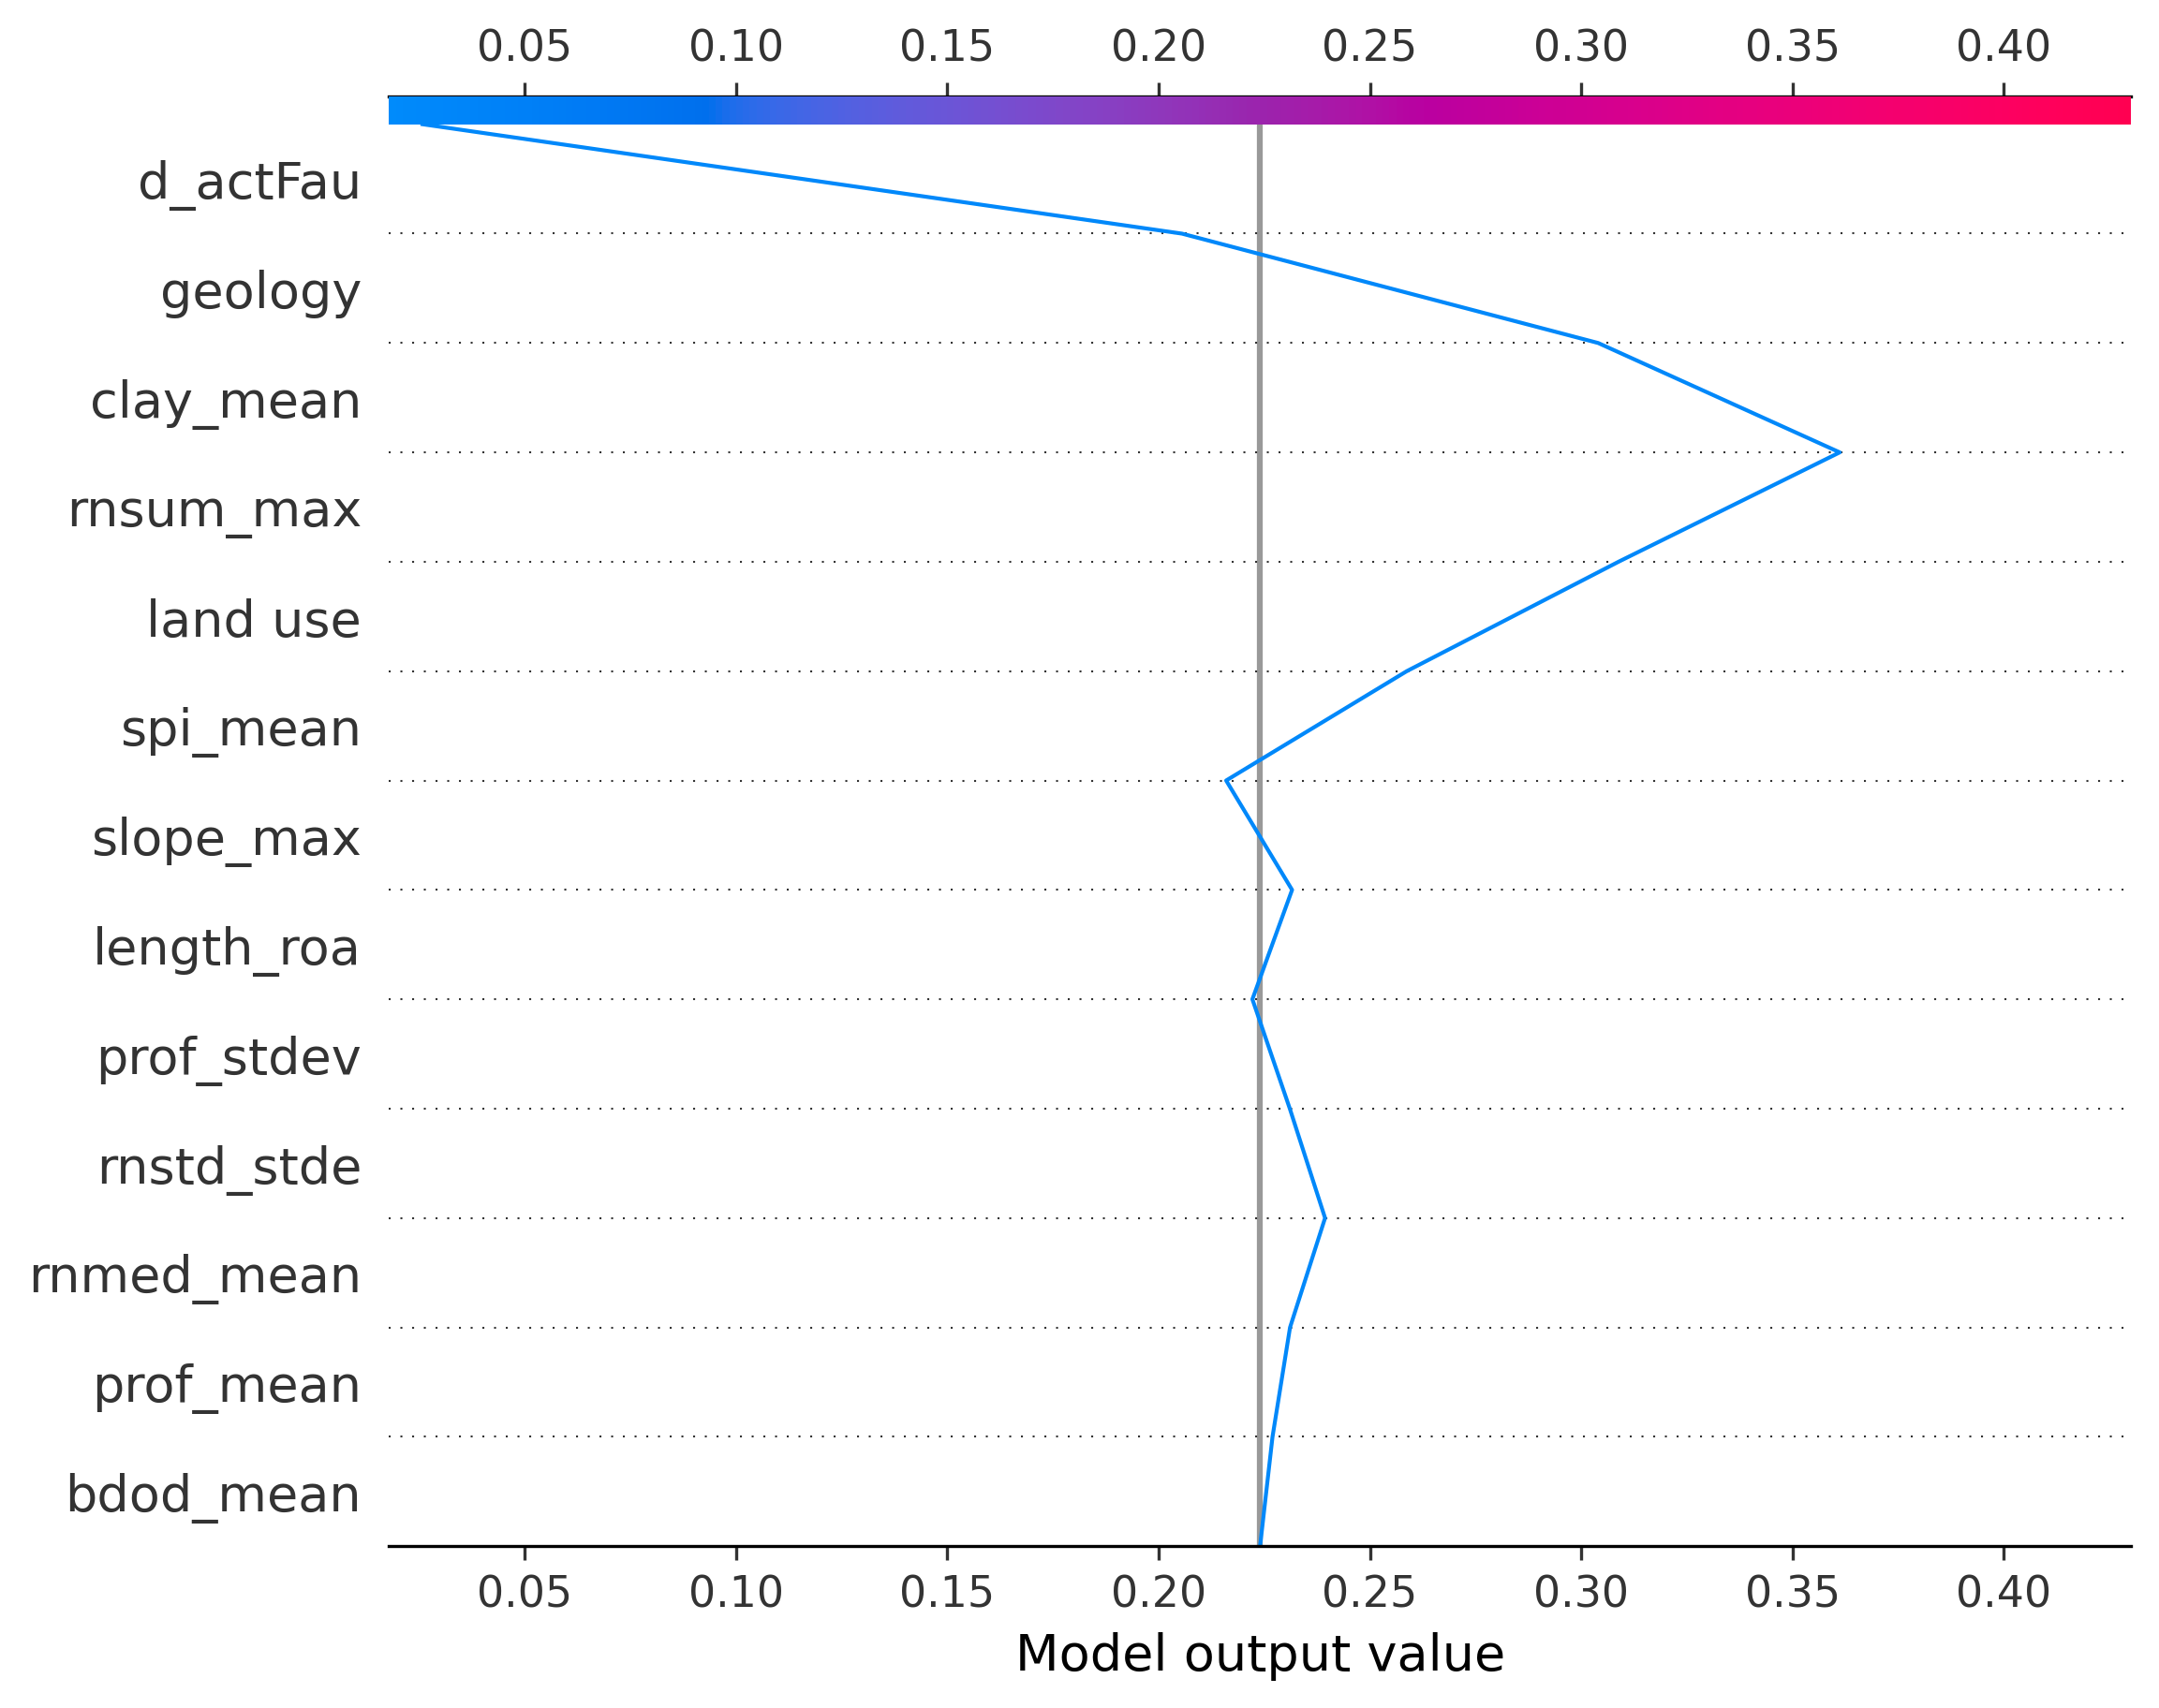 0.05 0.10 0.15 0.20 0.25 0.30 0.35 0.40
d_actFau
geology
clay_mean
rnsum_max
land use
spi_mean
slope_max
length_roa
prof_stdev
rnstd_stde
rnmed_mean
prof_mean
bdod_mean
0.05 0.10 0.15 0.20 0.25 0.30 0.35 0.40
Model output value